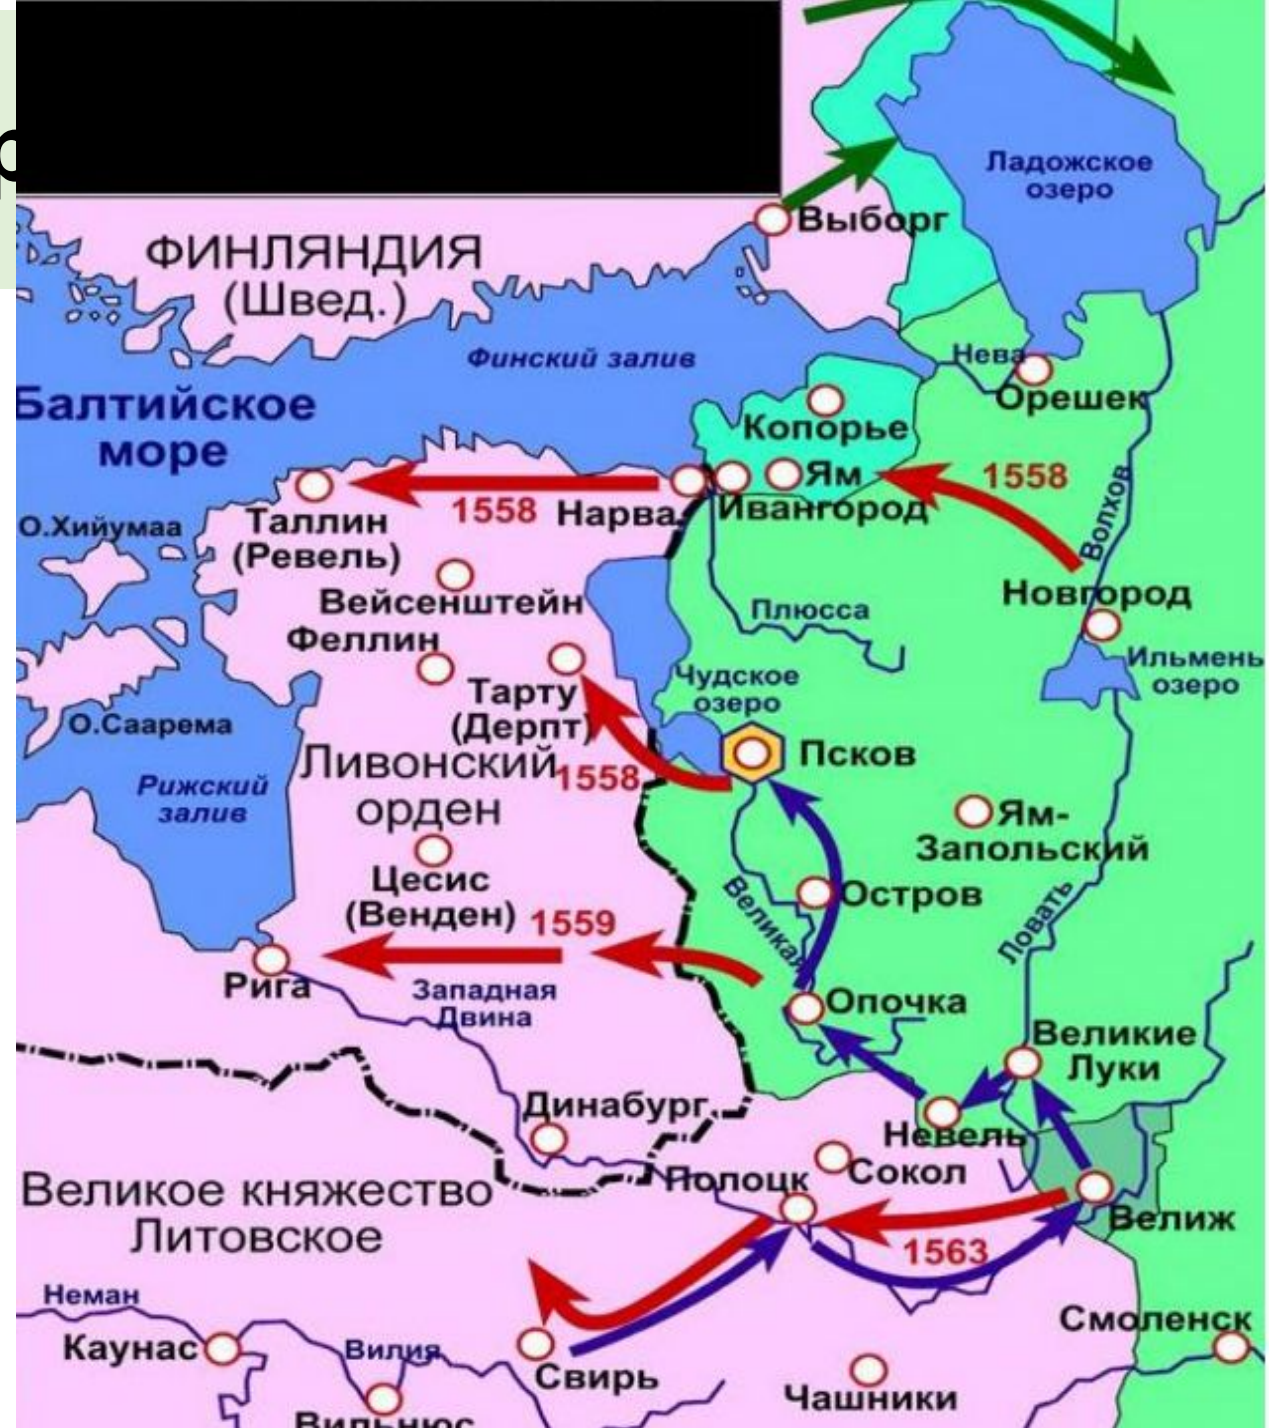 р
Ладожское
озеро
Выборг
ФИНЛЯНДИЯ
(Швед.)
Финский залив
Нева
Орешек
Балтийское
море
Копорье
Ям
1558
1558
Нарва
Ивангород
Волхов
Таллин
(Ревель)
О.Хийумаа
Вейсенштейн
Новгород
Плюсса
Феллин
Ильмень
озеро
Тарту
(Дерпт)
Чудское
озеро
О.Саарема
Псков
Ливонский
орден
1558
Рижский
залив
Ям-
Запольский
Цесис
(Венден)
Остров
Великая
1559
Ловать
Рига
Западная
Двина
Опочка
Великие
Луки
Динабург
Невель
Полоцк
Сокол
Великое княжество
Литовское
Велиж
1563
Неман
Смоленск
Каунас
Вилия
Свирь
Чашники
Вильнюс